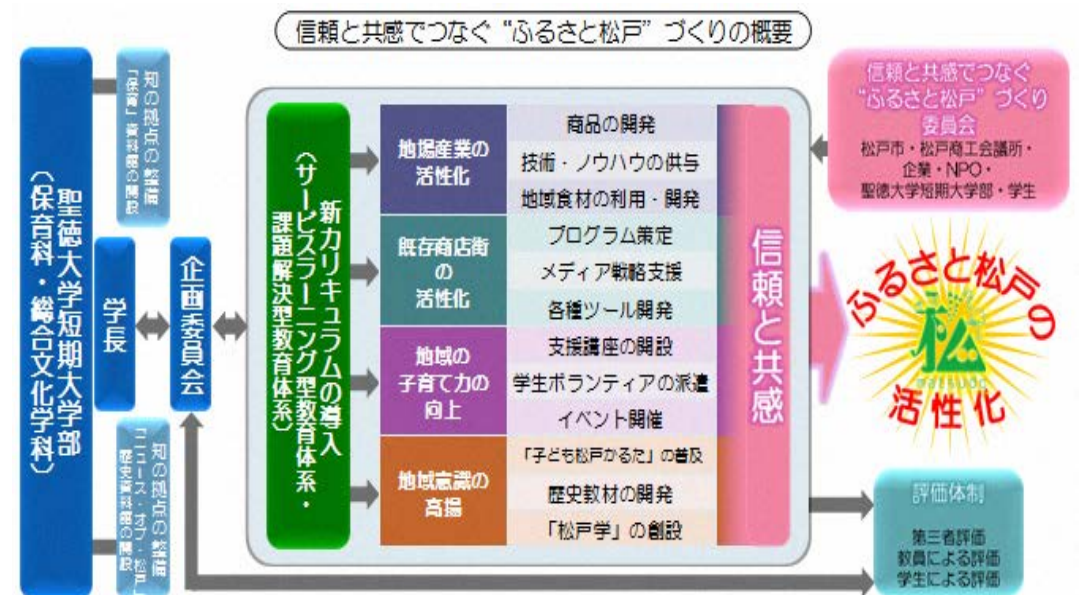 信頼と共感でつなぐ“ふるさと松戸”づくりの概要
聖徳大学短期大学部
(保育科・総合文化学科)
知の拠点の整備
「保育」資料館の開設
学長
企画委員会
知の拠点の整備
「ニュース・オブ・松戸」
歴史資料館の開設
新カリキュラムの導入
(サービスラーニング型教育体系・
課題解決型教育体系)
地場産業の
活性化
商品の開発
技術・ノウハウの供与
地域食材の利用・開発
既存商店街
の
活性化
プログラム策定
メディア戦略支援
各種ツール開発
地域の
子育て力の
向上
支援講座の開設
学生ボランティアの派遣
イベント開催
地域意識の
高揚
「子ども松戸かるた」の普及
歴史教材の開発
「松戸学」の創設
信頼と共感
信頼と共感でつなぐ
“ふるさと松戸”づくり
委員会
松戸市・松戸商工会議所・
企業・NPO・
聖徳大学短期大学部・学生
ふるさと松戸の
松
matsudo
活性化
評価体制
第三者評価
教員による評価
学生による評価